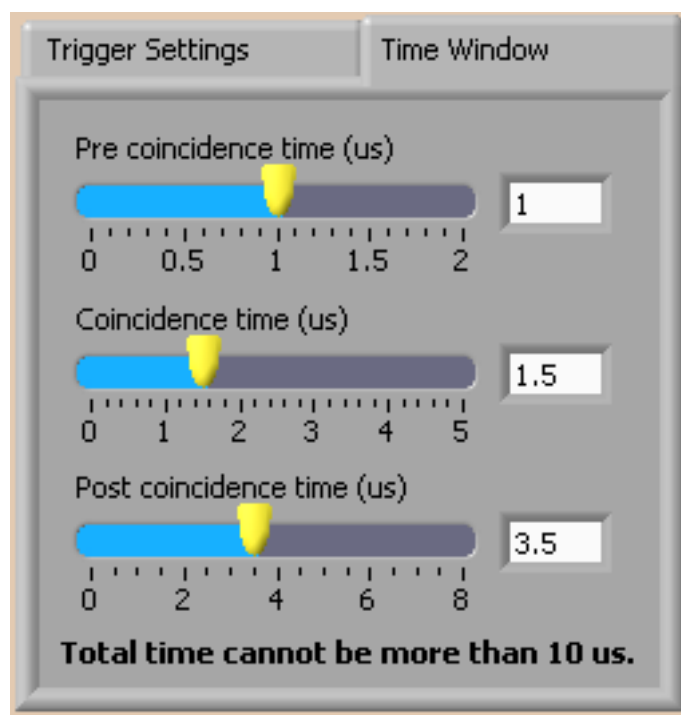 Trigger Settings Time Window
Pre coincidence time (us)
1
0 0.5 1 1.5 2
Coincidence time (us)
1.5
0 1 2 3 4 5
Post coincidence time (us)
3.5
0 2 4 6 8
Total time cannot be more than 10 us.